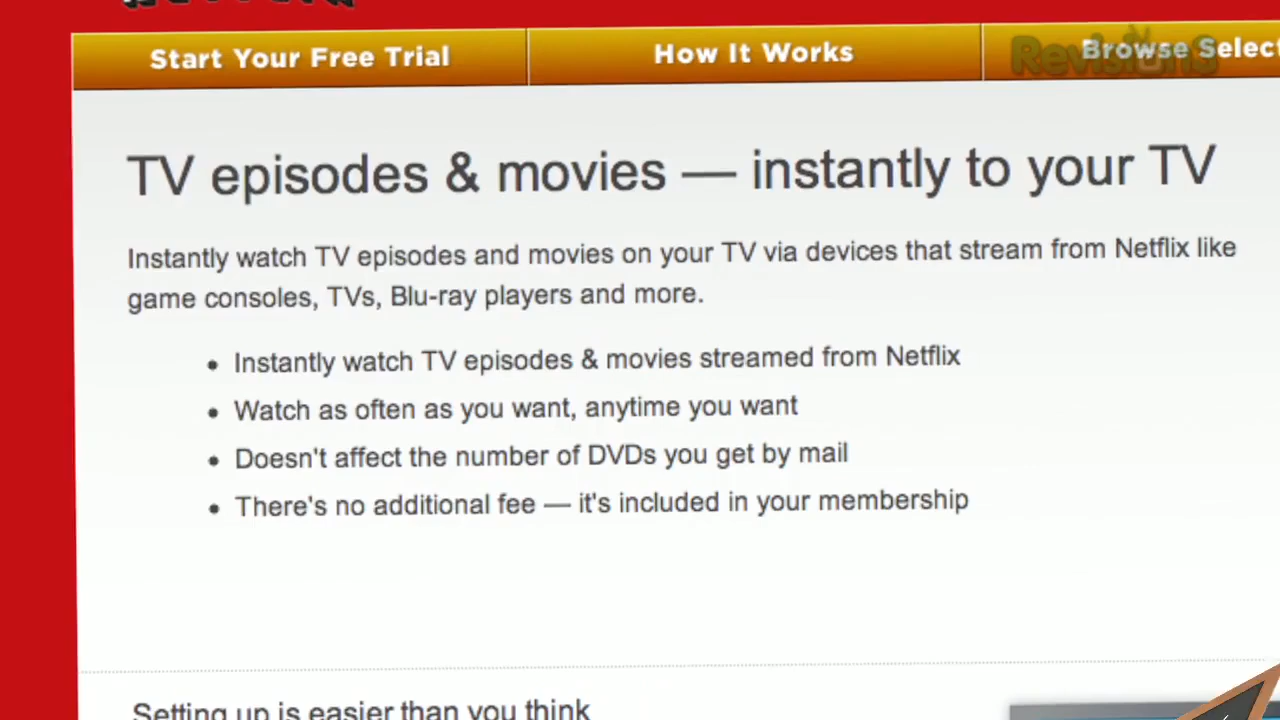 Start Your Free Trial
How It Works
Browse Select
Revision3
TV episodes & movies — instantly to your TV
Instantly watch TV episodes and movies on your TV via devices that stream from Netflix like
game consoles, TVs, Blu-ray players and more.
• Instantly watch TV episodes & movies streamed from Netflix
• Watch as often as you want, anytime you want
• Doesn't affect the number of DVDs you get by mail
• There's no additional fee — it's included in your membership
Setting up is easier than you think